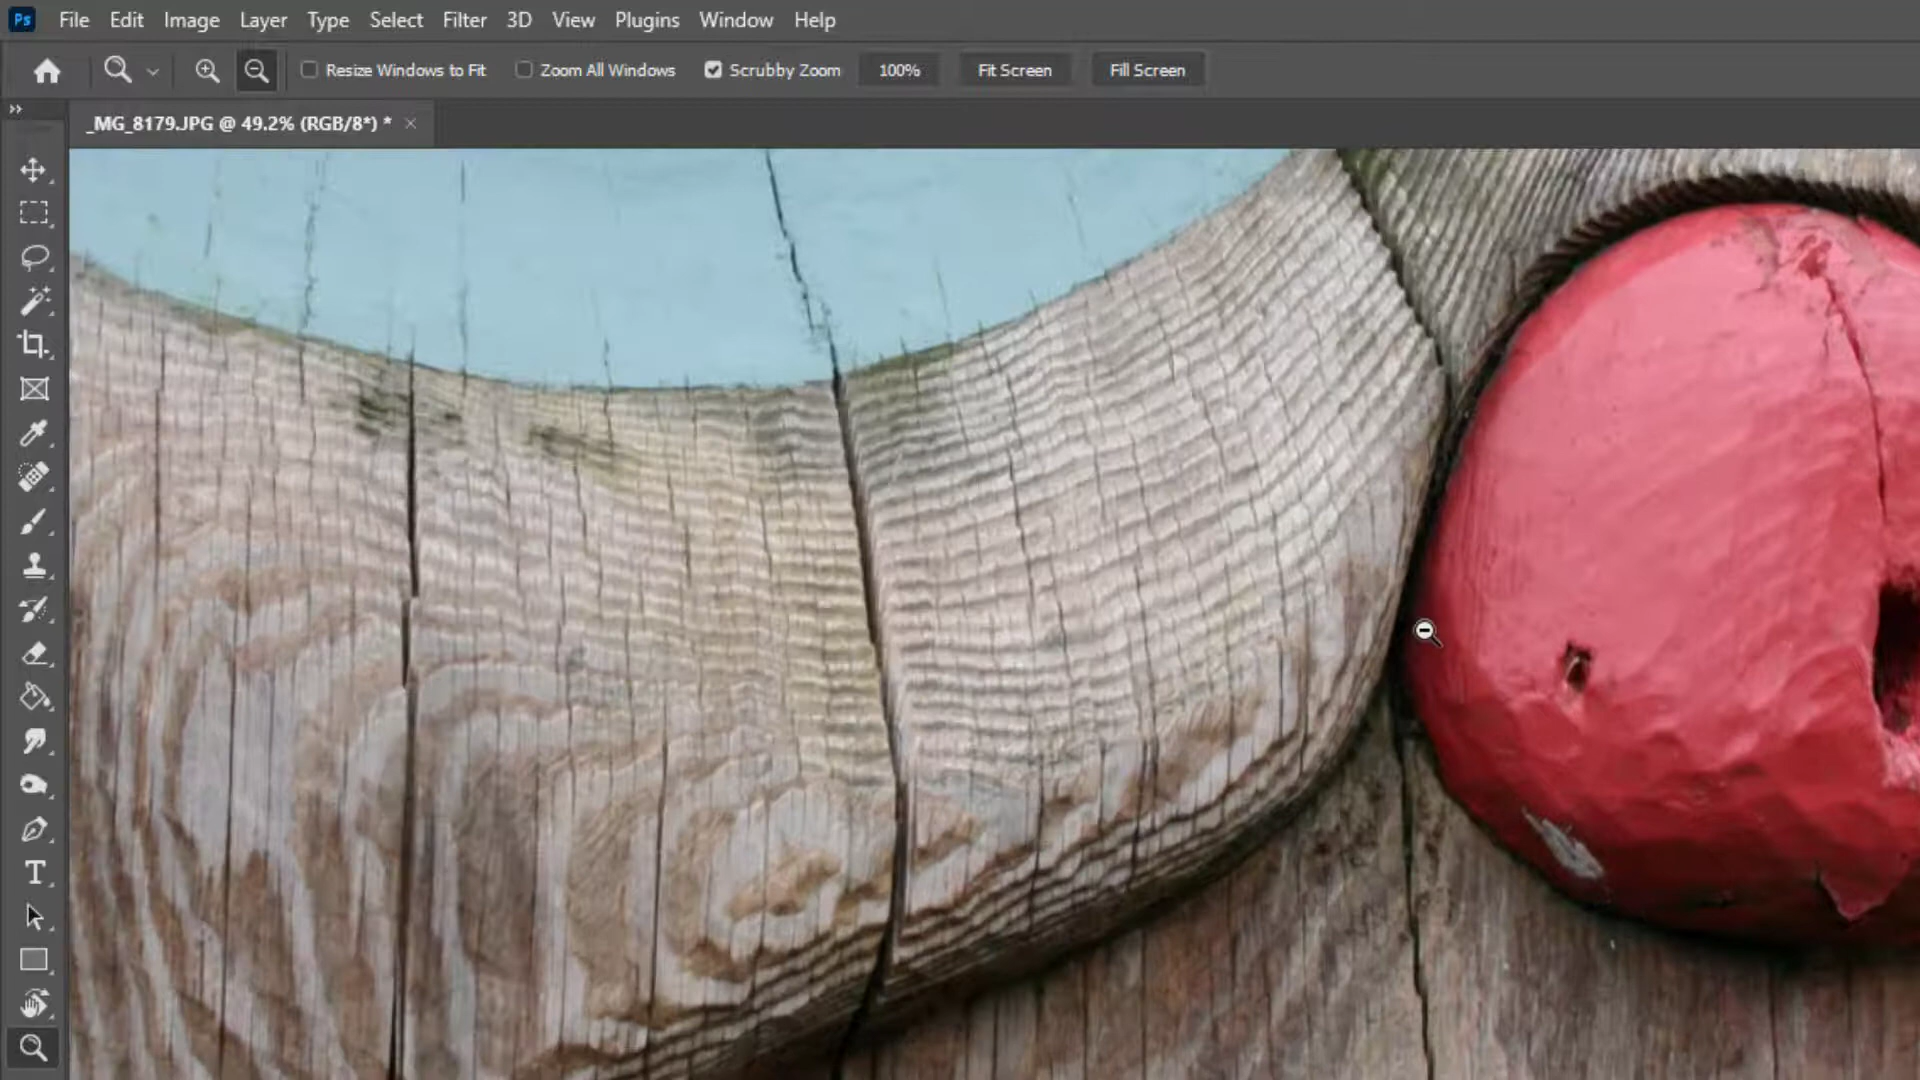 Ps File Edit Image Layer Type Select Filter 3D View Plugins Window Help
Resize Windows to Fit Zoom All Windows Scrubby Zoom 100% Fit Screen Fill Screen
_MG_8179.JPG @ 49.2% (RGB/8*) *